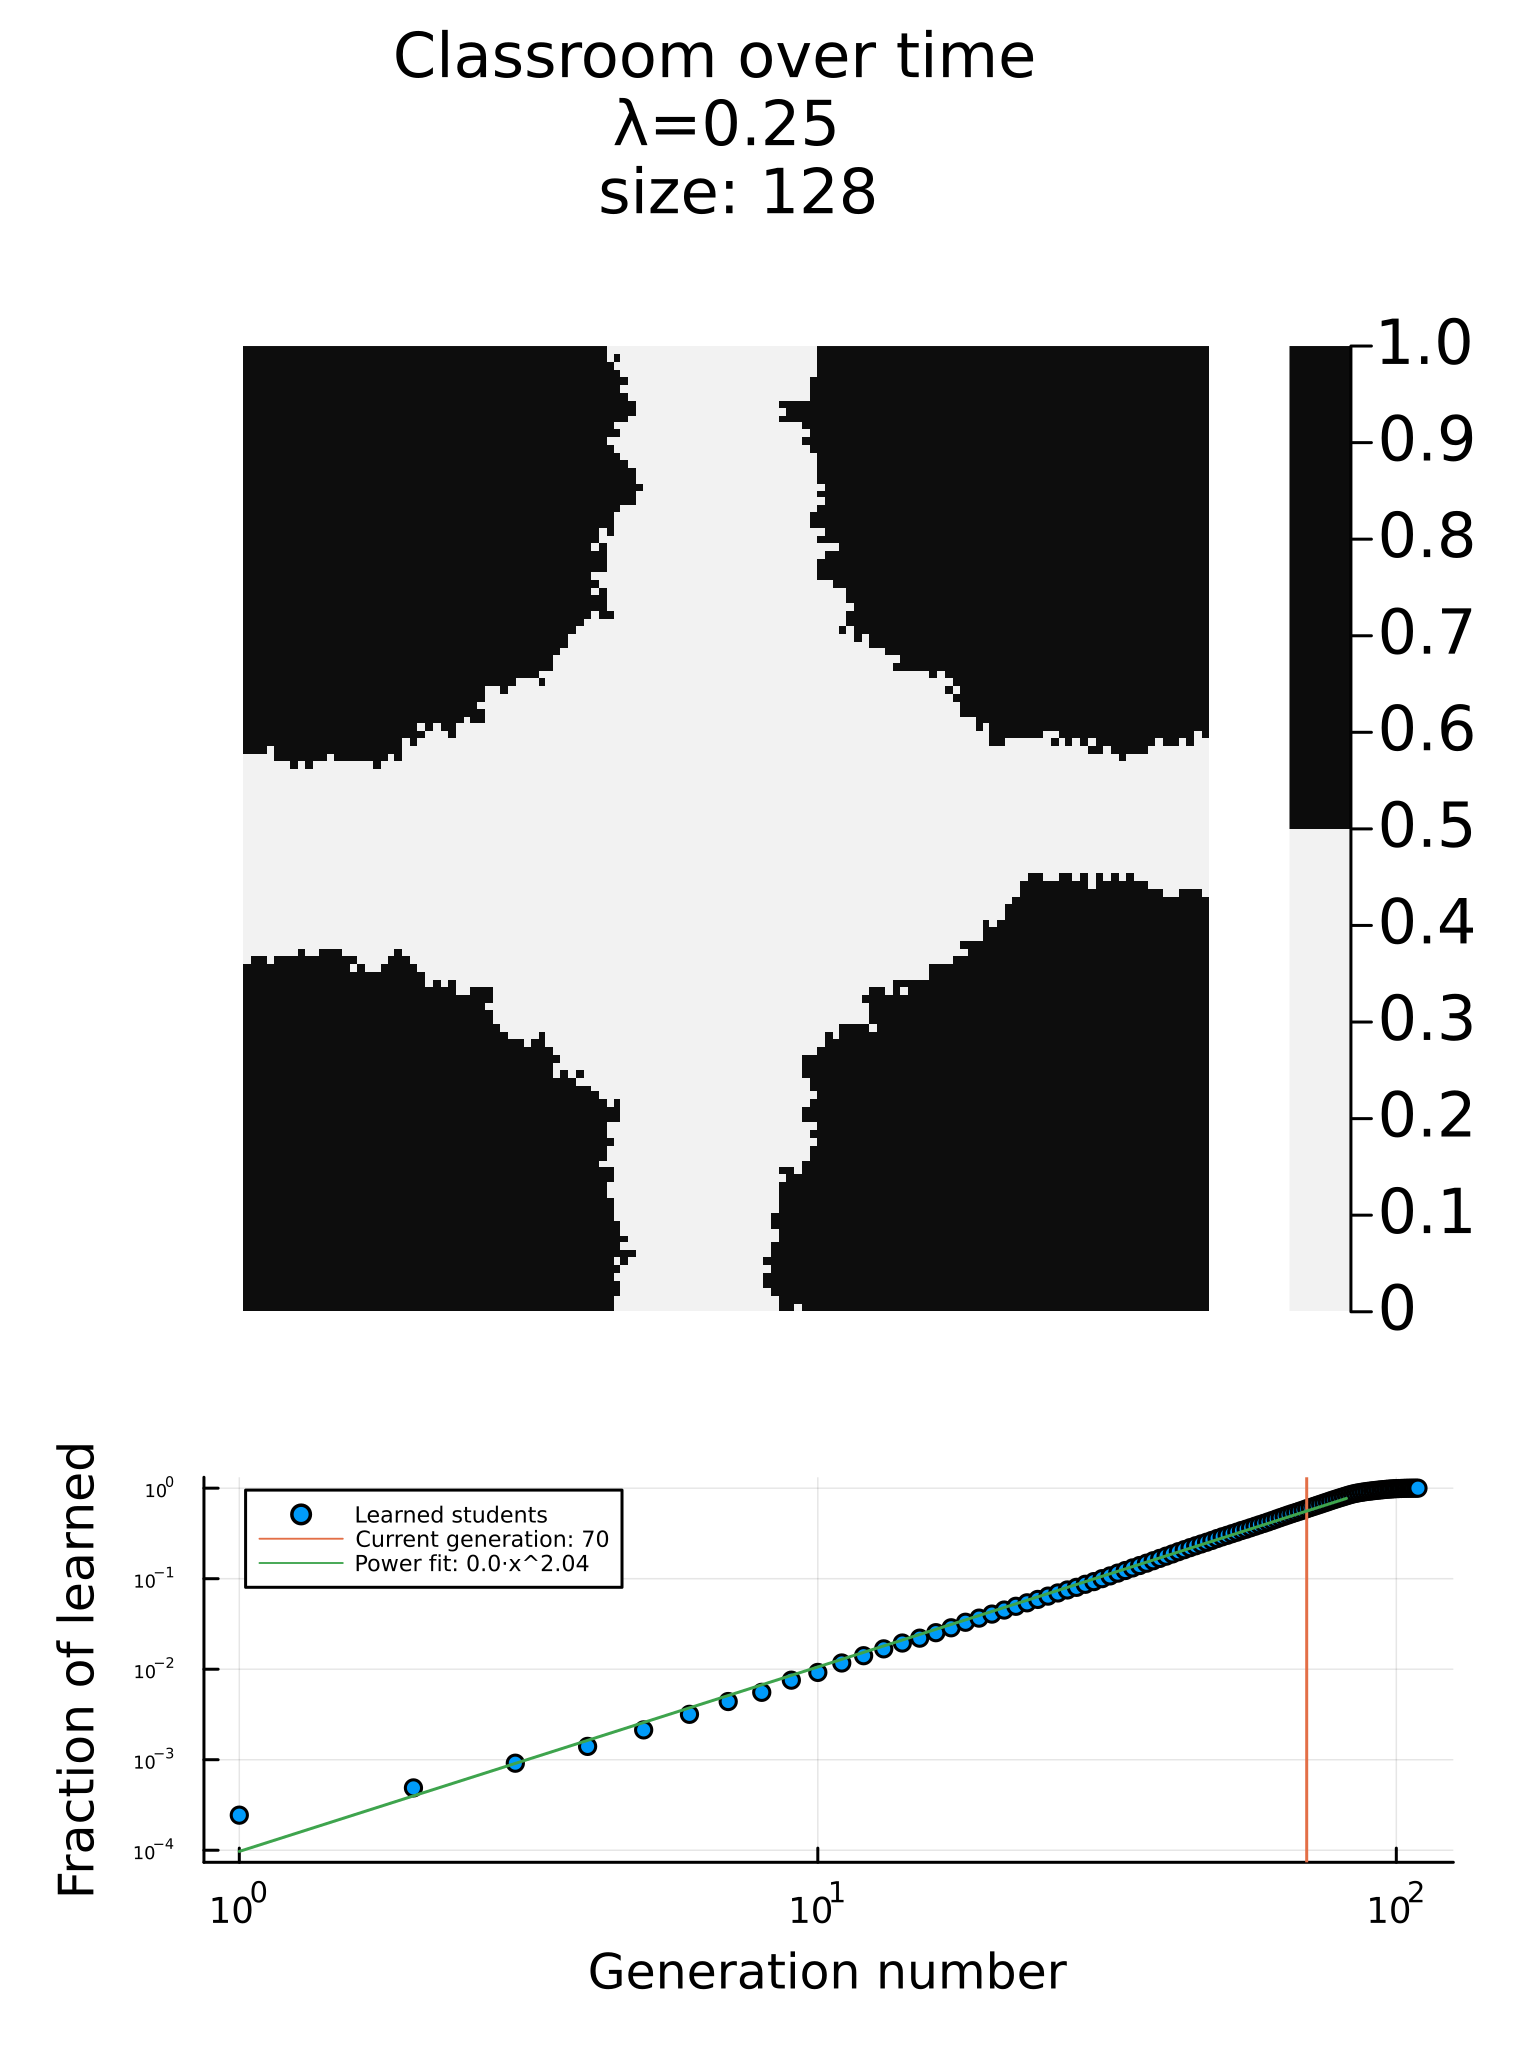 Classroom over time
λ=0.25
size: 128
1.0
0.9
0.8
0.7
0.6
0.5
0.4
0.3
0.2
0.1
0
Fraction of learned
10^0
10^-1
10^-2
10^-3
10^-4
Learned students
Current generation: 70
Power fit: 0.0·x^2.04
10^0
10^1
10^2
Generation number